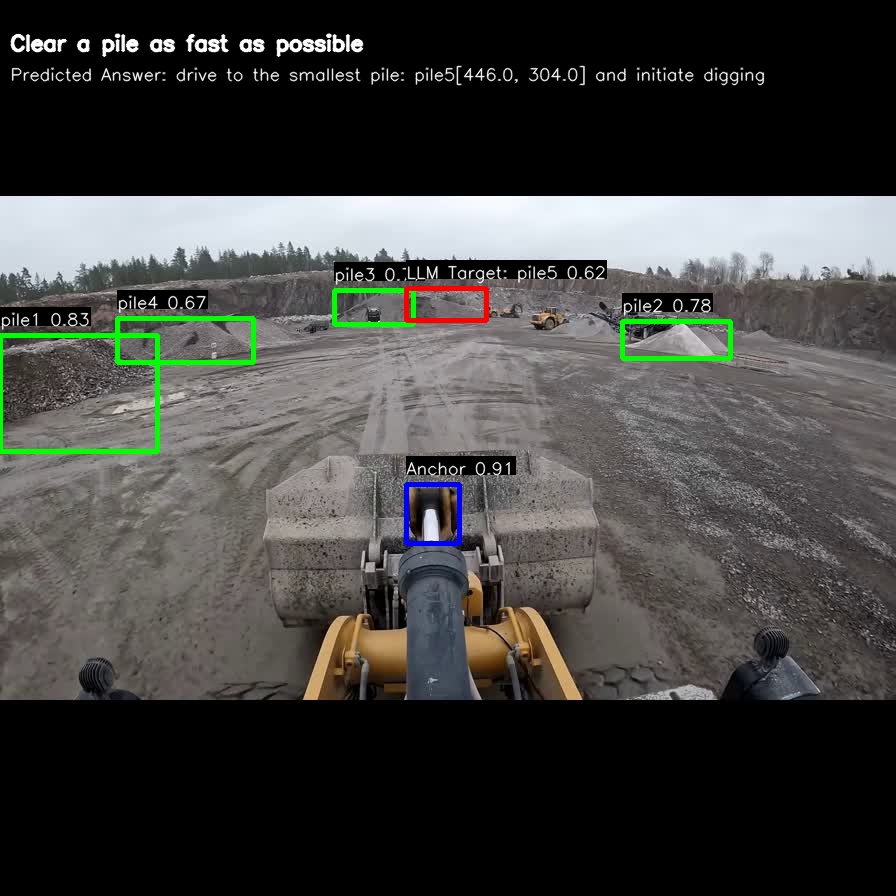 Clear a pile as fast as possible
Predicted Answer: drive to the smallest pile: pile5[446.0, 304.0] and initiate digging
pile3 0.
LLM Target: pile5 0.62
pile4 0.67
pile2 0.78
pile1 0.83
Anchor 0.91